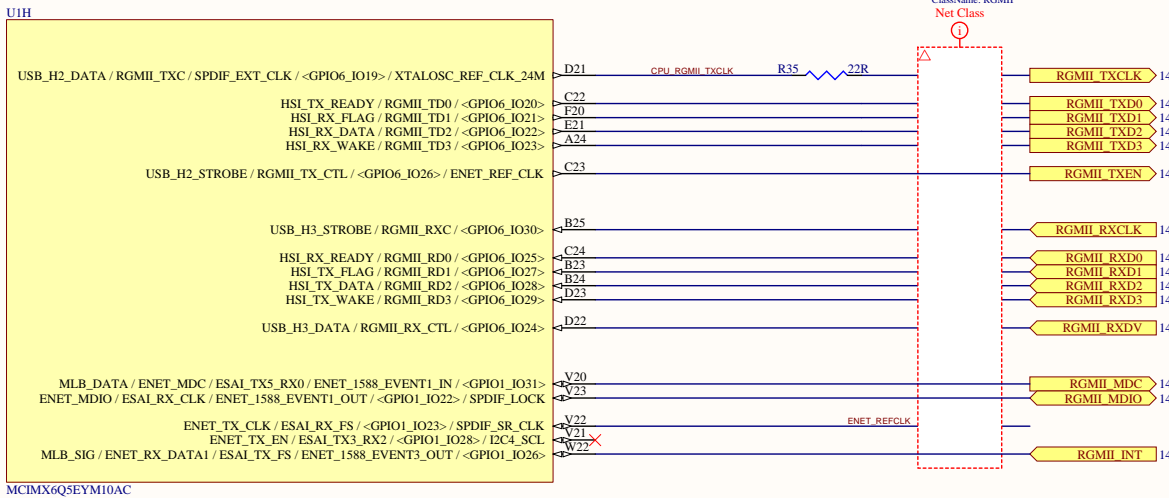 ClassName: RGMII
U1H
Net Class
i
USB_H2_DATA / RGMII_TXC / SPDIF_EXT_CLK / <GPIO6_IO19> / XTALOSC_REF_CLK_24M D21 CPU_RGMII_TXCLK R35 22R RGMII_TXCLK 14
HSI_TX_READY / RGMII_TD0 / <GPIO6_IO20> C22 RGMII_TXD0 14
HSI_RX_FLAG / RGMII_TD1 / <GPIO6_IO21> F20 RGMII_TXD1 14
HSI_RX_DATA / RGMII_TD2 / <GPIO6_IO22> E21 RGMII_TXD2 14
HSI_RX_WAKE / RGMII_TD3 / <GPIO6_IO23> A24 RGMII_TXD3 14
USB_H2_STROBE / RGMII_TX_CTL / <GPIO6_IO26> / ENET_REF_CLK C23 RGMII_TXEN 14
USB_H3_STROBE / RGMII_RXC / <GPIO6_IO30> B25 RGMII_RXCLK 14
HSI_RX_READY / RGMII_RD0 / <GPIO6_IO25> C24 RGMII_RXD0 14
HSI_TX_FLAG / RGMII_RD1 / <GPIO6_IO27> B23 RGMII_RXD1 14
HSI_TX_DATA / RGMII_RD2 / <GPIO6_IO28> B24 RGMII_RXD2 14
HSI_TX_WAKE / RGMII_RD3 / <GPIO6_IO29> D23 RGMII_RXD3 14
USB_H3_DATA / RGMII_RX_CTL / <GPIO6_IO24> D22 RGMII_RXDV 14
MLB_DATA / ENET_MDC / ESAI_TX5_RX0 / ENET_1588_EVENT1_IN / <GPIO1_IO31> V20 RGMII_MDC 14
ENET_MDIO / ESAI_RX_CLK / ENET_1588_EVENT1_OUT / <GPIO1_IO22> / SPDIF_LOCK V23 RGMII_MDIO 14
ENET_TX_CLK / ESAI_RX_FS / <GPIO1_IO23> / SPDIF_SR_CLK V22 ENET_REFCLK
ENET_TX_EN / ESAI_TX3_RX2 / <GPIO1_IO28> / I2C4_SCL V21
MLB_SIG / ENET_RX_DATA1 / ESAI_TX_FS / ENET_1588_EVENT3_OUT / <GPIO1_IO26> W22 RGMII_INT 14
MCIMX6Q5EYM10AC